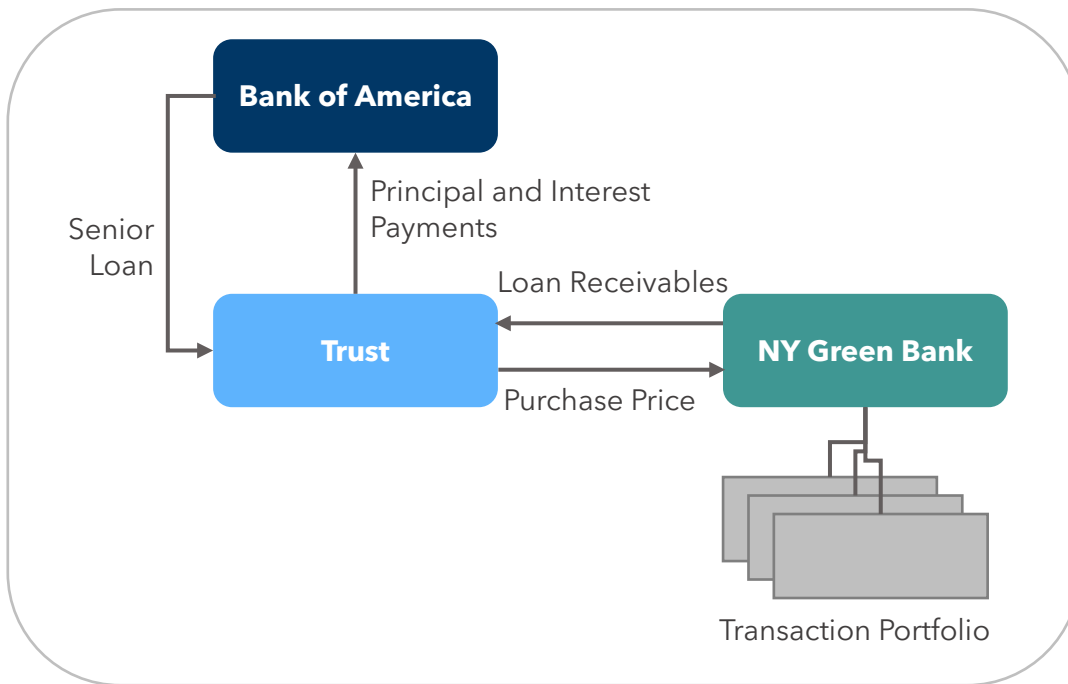 Bank of America
Principal and Interest
Payments
Senior
Loan
Loan Receivables
Trust
NY Green Bank
Purchase Price
Transaction Portfolio